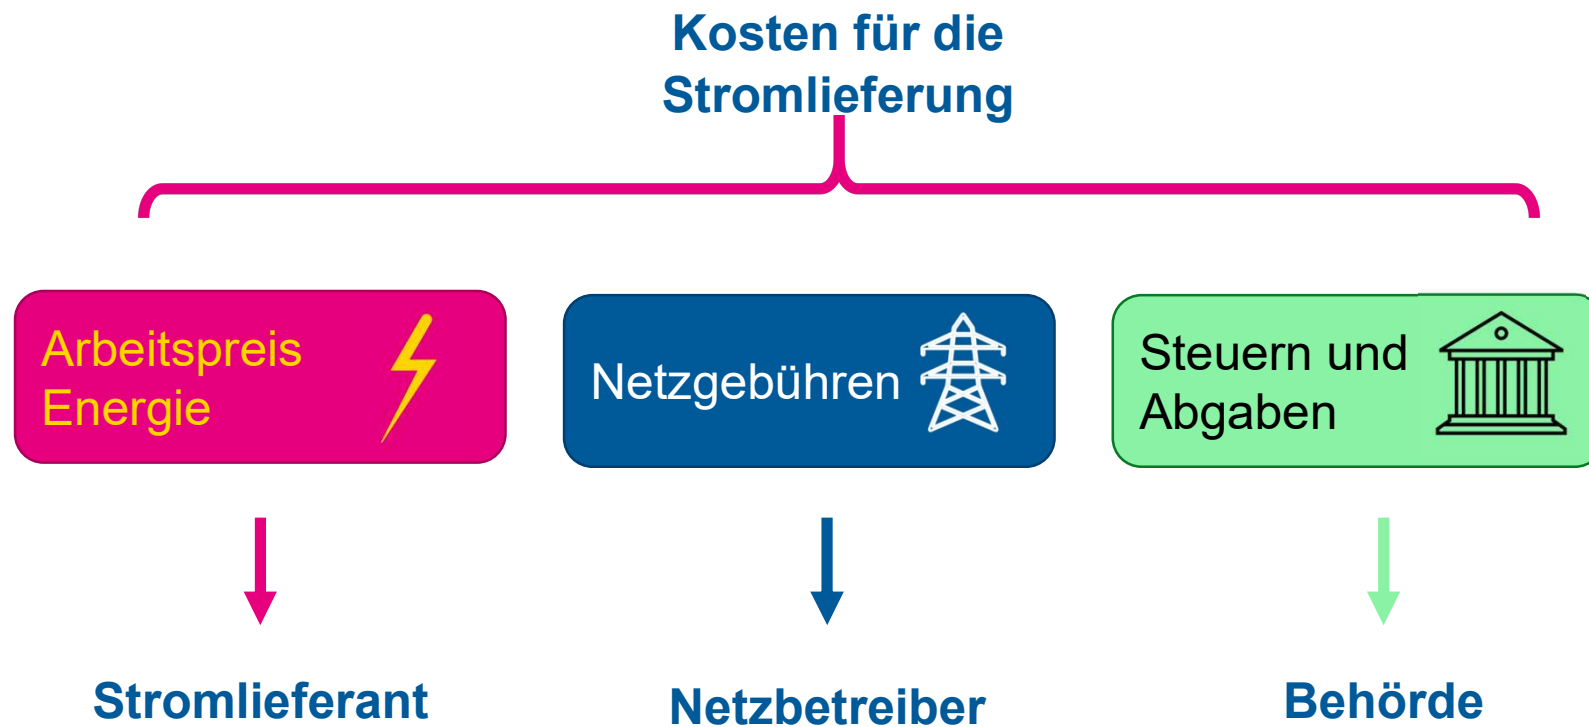 Kosten für die
Stromlieferung
Arbeitspreis
Energie
Netzgebühren
Steuern und
Abgaben
Stromlieferant
Netzbetreiber
Behörde